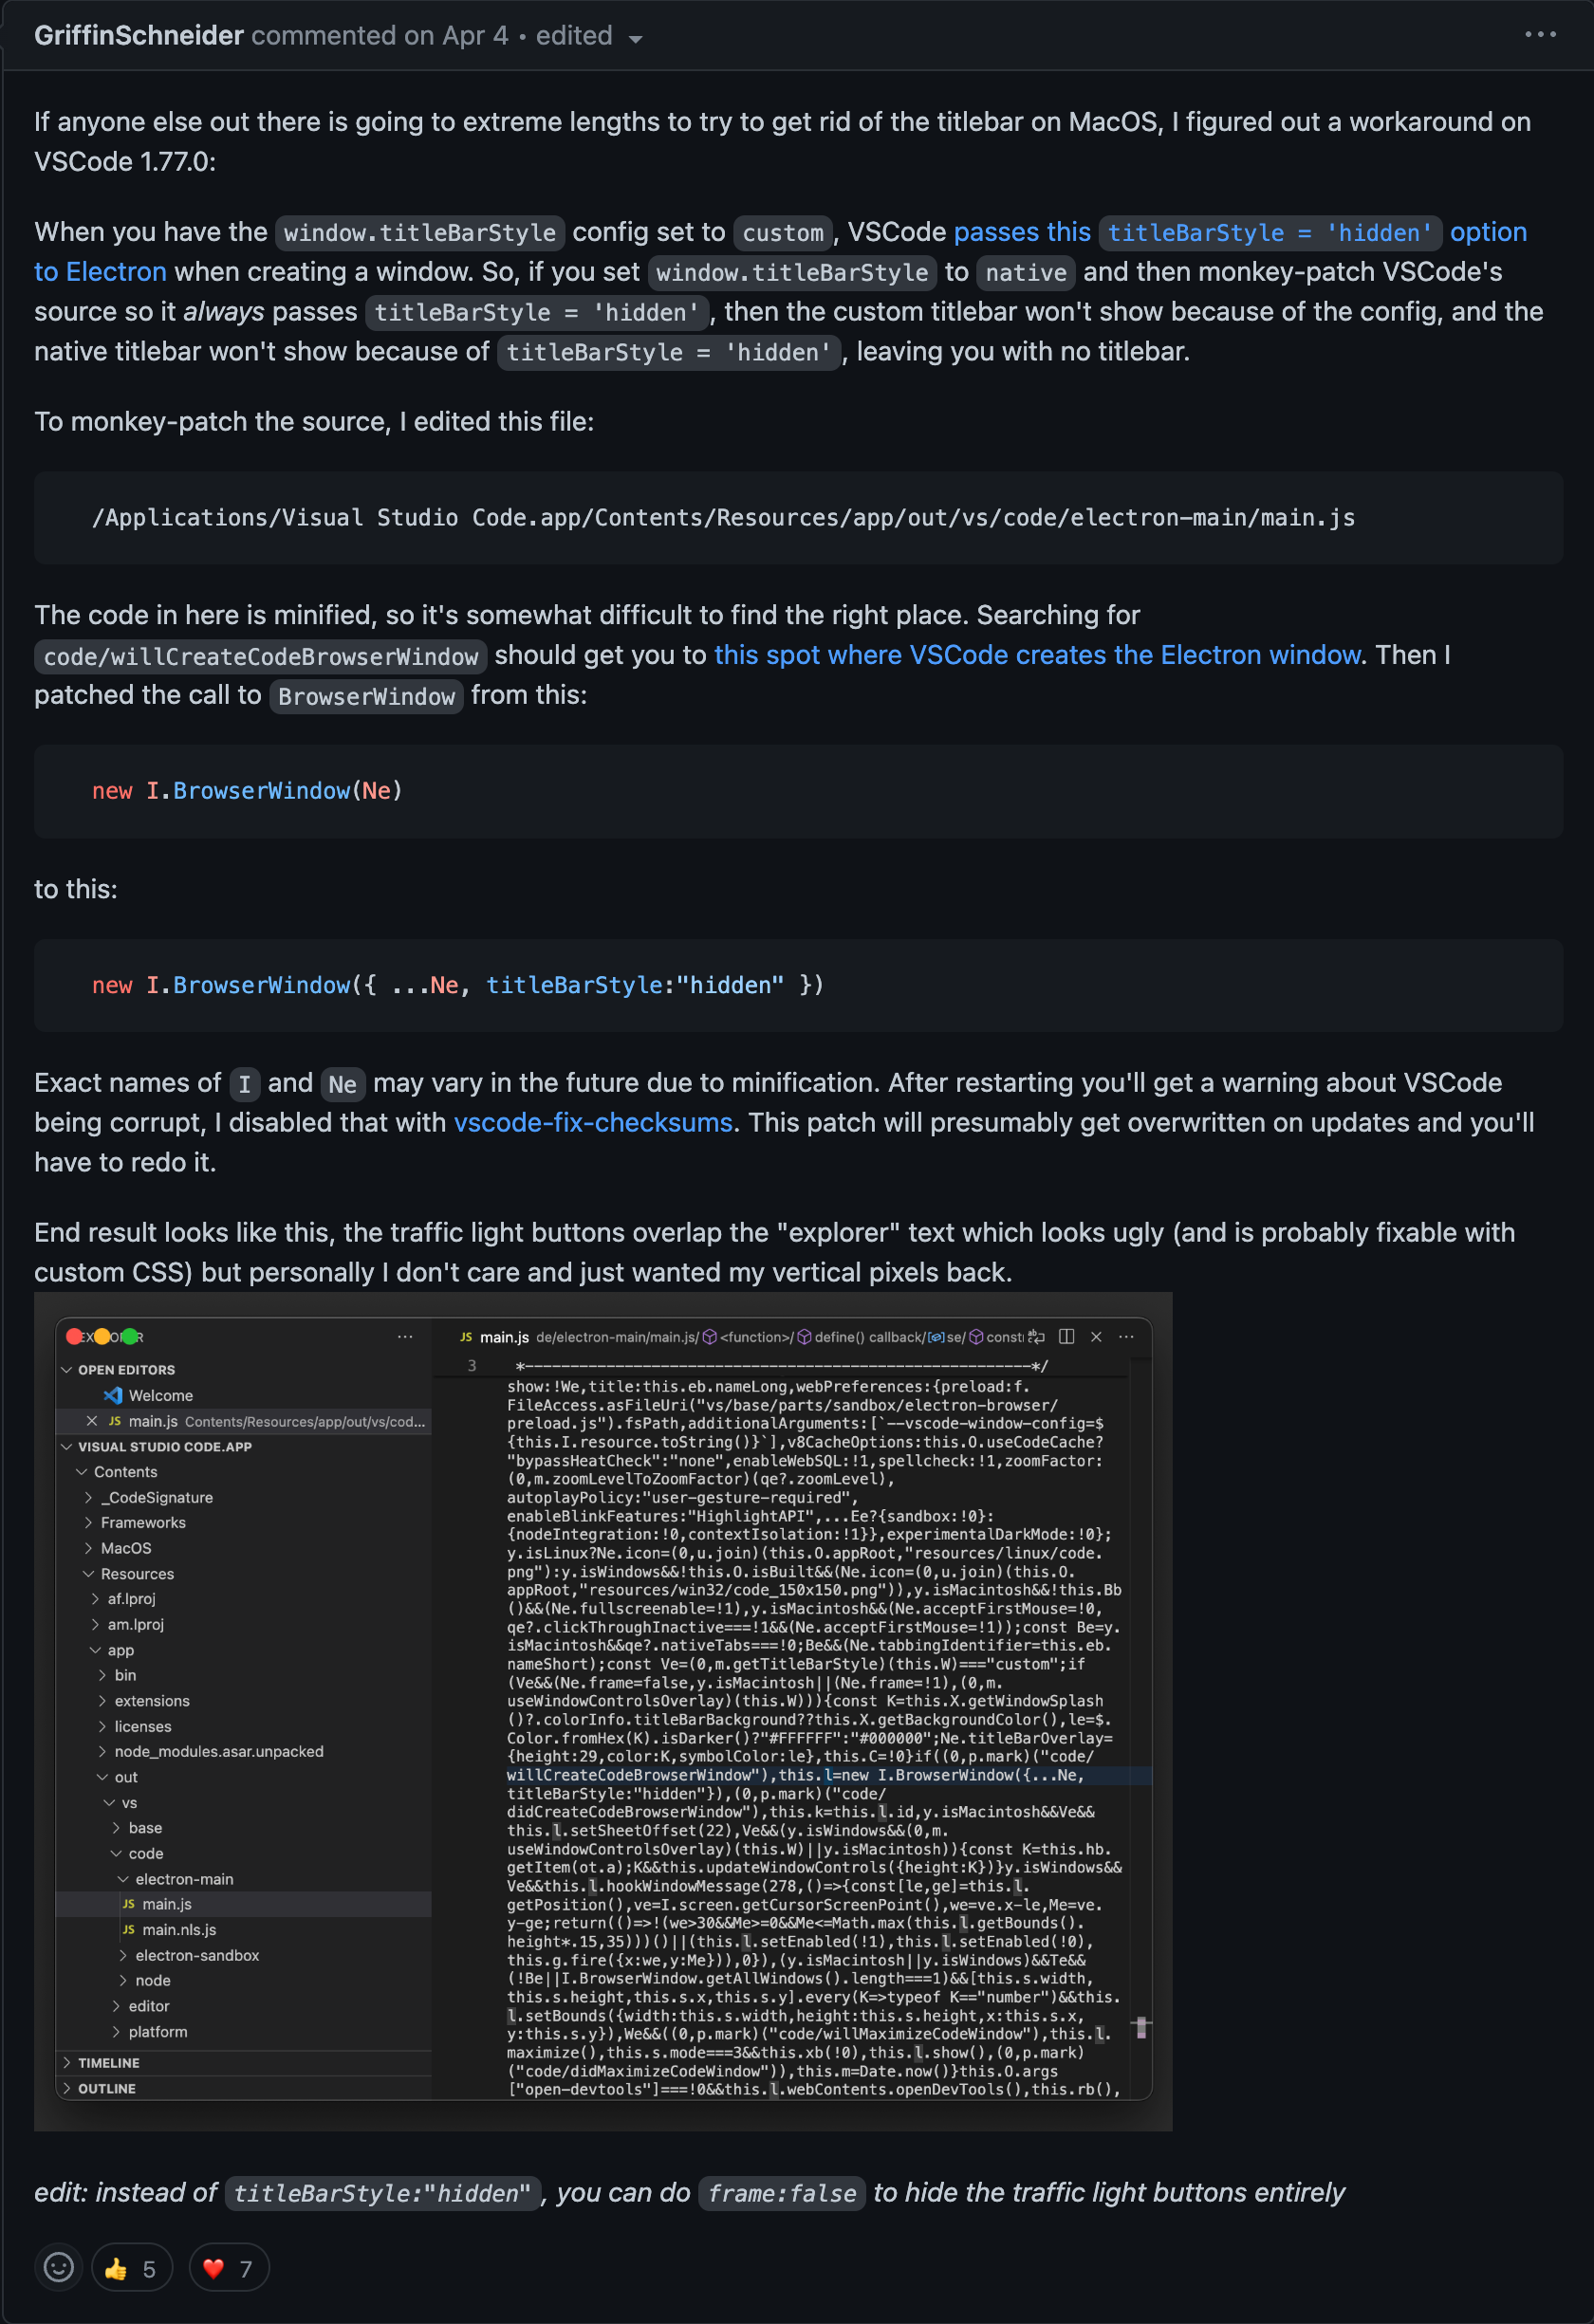 GriffinSchneider commented on Apr 4 • edited
If anyone else out there is going to extreme lengths to try to get rid of the titlebar on MacOS, I figured out a workaround on
VSCode 1.77.0:
When you have the window.titleBarStyle config set to custom, VSCode passes this titleBarStyle = 'hidden' option
to Electron when creating a window. So, if you set window.titleBarStyle to native and then monkey-patch VSCode's
source so it always passes titleBarStyle = 'hidden', then the custom titlebar won't show because of the config, and the
native titlebar won't show because of titleBarStyle = 'hidden', leaving you with no titlebar.
To monkey-patch the source, I edited this file:
/Applications/Visual Studio Code.app/Contents/Resources/app/out/vs/code/electron-main/main.js
The code in here is minified, so it's somewhat difficult to find the right place. Searching for
code/willCreateCodeBrowserWindow should get you to this spot where VSCode creates the Electron window. Then I
patched the call to BrowserWindow from this:
new I.BrowserWindow(Ne)
to this:
new I.BrowserWindow({ ...Ne, titleBarStyle:"hidden" })
Exact names of I and Ne may vary in the future due to minification. After restarting you'll get a warning about VSCode
being corrupt, I disabled that with vscode-fix-checksums. This patch will presumably get overwritten on updates and you'll
have to redo it.
End result looks like this, the traffic light buttons overlap the "explorer" text which looks ugly (and is probably fixable with
custom CSS) but personally I don't care and just wanted my vertical pixels back.
OPEN EDITORS
Welcome
main.js Contents/Resources/app/out/vs/cod...
VISUAL STUDIO CODE.APP
Contents
_CodeSignature
Frameworks
MacOS
Resources
af.lproj
am.lproj
app
bin
extensions
licenses
node_modules.asar.unpacked
out
vs
base
code
electron-main
JS main.js
JS main.nls.js
electron-sandbox
node
editor
platform
TIMELINE
OUTLINE
JS main.js de/electron-main/main.js/ <function>/ define() callback/ se/ constr
3 *---------------------------------------------------------*/
show:!We,title:this.eb.nameLong,webPreferences:{preload:f.
FileAccess.asFileUri("vs/base/parts/sandbox/electron-browser/
preload.js").fsPath,additionalArguments:[`--vscode-window-config=$
{this.I.resource.toString()}`],v8CacheOptions:this.O.useCodeCache?
"bypassHeatCheck":"none",enableWebSQL:!1,spellcheck:!1,zoomFactor:
(0,m.zoomLevelToZoomFactor)(qe?.zoomLevel),
autoplayPolicy:"user-gesture-required",
enableBlinkFeatures:"HighlightAPI",...Ee?{sandbox:!0}:
{nodeIntegration:!0,contextIsolation:!1}},experimentalDarkMode:!0};
y.isLinux?Ne.icon=(0,u.join)(this.O.appRoot,"resources/linux/code.
png"):y.isWindows&&!this.O.isBuilt&&(Ne.icon=(0,u.join)(this.O.
appRoot,"resources/win32/code_150x150.png")),y.isMacintosh&&!this.Bb
()&&(Ne.fullscreenable=!1),y.isMacintosh&&(Ne.acceptFirstMouse=!0,
qe?.clickThroughInactive===!1&&(Ne.acceptFirstMouse=!1));const Be=y.
isMacintosh&&qe?.nativeTabs===!0;Be&&(Ne.tabbingIdentifier=this.eb.
nameShort);const Ve=(0,m.getTitleBarStyle)(this.W)==="custom";if
(Ve&&(Ne.frame=false,y.isMacintosh||(Ne.frame=!1),(0,m.
useWindowControlsOverlay)(this.W))){const K=this.X.getWindowSplash
()?.colorInfo.titleBarBackground??this.X.getBackgroundColor(),le=$.
Color.fromHex(K).isDarker()?"#FFFFFF":"#000000";Ne.titleBarOverlay=
{height:29,color:K,symbolColor:le},this.C=!0}if((0,p.mark)("code/
willCreateCodeBrowserWindow"),this.l=new I.BrowserWindow({...Ne,
titleBarStyle:"hidden"}),(0,p.mark)("code/
didCreateCodeBrowserWindow"),this.k=this.l.id,y.isMacintosh&&Ve&&
this.l.setSheetOffset(22),Ve&&(y.isWindows&&(0,m.
useWindowControlsOverlay)(this.W)||y.isMacintosh)){const K=this.hb.
getItem(ot.a);K&&this.updateWindowControls({height:K})}y.isWindows&&
Ve&&this.l.hookWindowMessage(278,()=>{const[le,ge]=this.l.
getPosition(),ve=I.screen.getCursorScreenPoint(),we=ve.x-le,Me=ve.
y-ge;return(()=>!(we>30&&Me>=0&&Me<=Math.max(this.l.getBounds().
height*.15,35)))()||(this.l.setEnabled(!1),this.l.setEnabled(!0),
this.g.fire({x:we,y:Me})),0}),(y.isMacintosh||y.isWindows)&&Te&&
(!Be||I.BrowserWindow.getAllWindows().length===1)&&[this.s.width,
this.s.height,this.s.x,this.s.y].every(K=>typeof K=="number")&&this.
l.setBounds({width:this.s.width,height:this.s.height,x:this.s.x,
y:this.s.y}),We&&((0,p.mark)("code/willMaximizeCodeWindow"),this.l.
maximize(),this.s.mode===3&&this.xb(!0),this.l.show(),(0,p.mark)
("code/didMaximizeCodeWindow")),this.m=Date.now()}this.O.args
["open-devtools"]===!0&&this.l.webContents.openDevTools(),this.rb(),
edit: instead of titleBarStyle:"hidden", you can do frame:false to hide the traffic light buttons entirely
5 7